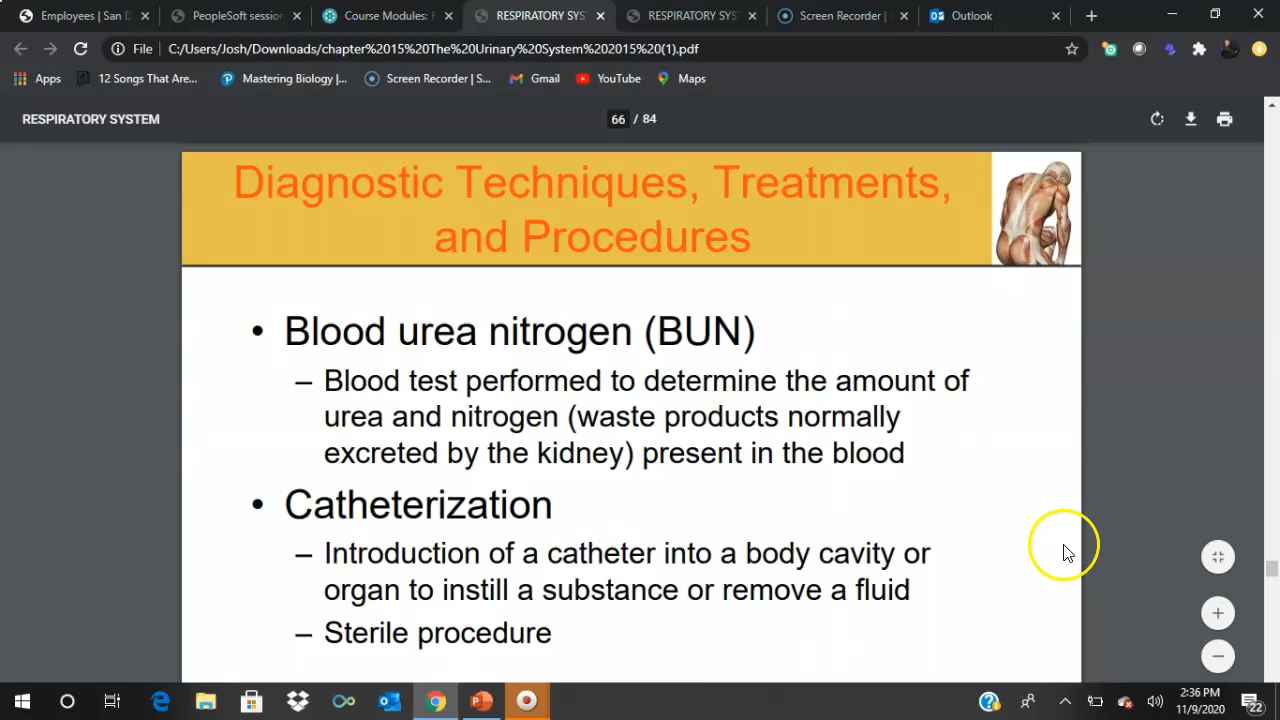 Employees | San D
PeopleSoft session
Course Modules: F
RESPIRATORY SYS
RESPIRATORY SYS
Screen Recorder |
Outlook
File
C:/Users/Josh/Downloads/chapter%2015%20The%20Urinary%20System%202015%20(1).pdf
Apps
12 Songs That Are...
Mastering Biology |...
Screen Recorder | S...
Gmail
YouTube
Maps
RESPIRATORY SYSTEM
66 / 84
Diagnostic Techniques, Treatments,
and Procedures
• Blood urea nitrogen (BUN)
– Blood test performed to determine the amount of
urea and nitrogen (waste products normally
excreted by the kidney) present in the blood
• Catheterization
– Introduction of a catheter into a body cavity or
organ to instill a substance or remove a fluid
– Sterile procedure
2:36 PM
11/9/2020
22